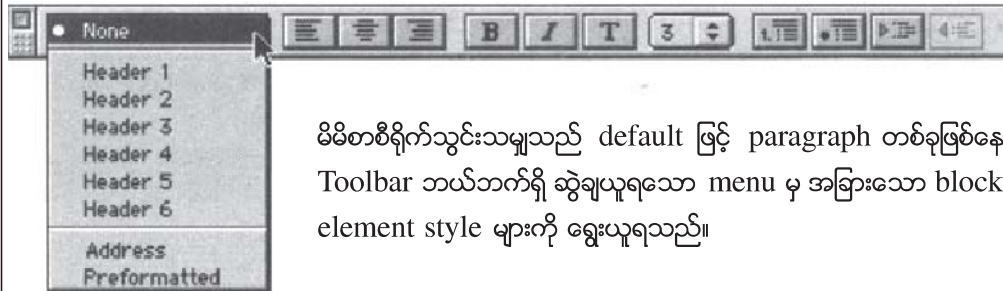 None
B I T 3
Header 1
Header 2
Header 3
Header 4
Header 5
Header 6
Address
Preformatted
မိမိစာစီရိုက်သွင်းသမျှသည် default ဖြင့် paragraph တစ်ခုဖြစ်နေ
Toolbar ဘယ်ဘက်ရှိ ဆွဲချယူရသော menu မှ အခြားသော block
element style များကို ရွေးယူရသည်။